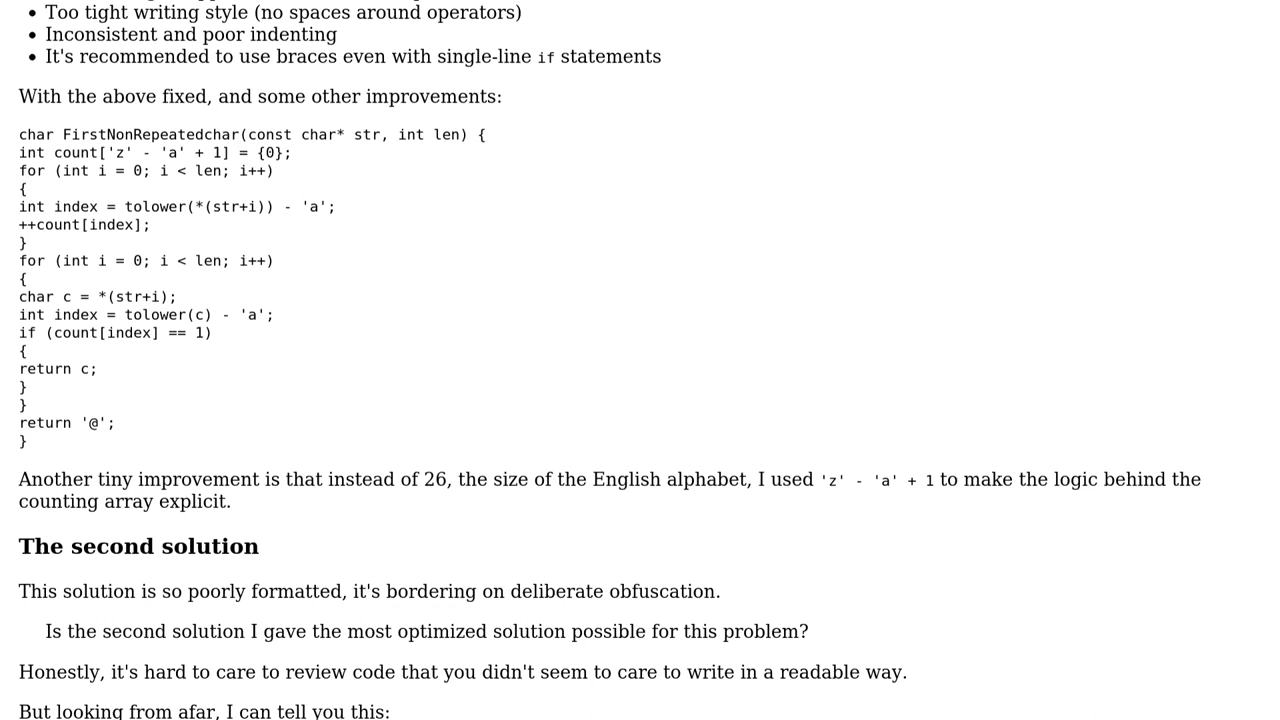 • Too tight writing style (no spaces around operators)
• Inconsistent and poor indenting
• It's recommended to use braces even with single-line if statements
With the above fixed, and some other improvements:
char FirstNonRepeatedchar(const char* str, int len) {
int count['z' - 'a' + 1] = {0};
for (int i = 0; i < len; i++)
{
int index = tolower(*(str+i)) - 'a';
++count[index];
}
for (int i = 0; i < len; i++)
{
char c = *(str+i);
int index = tolower(c) - 'a';
if (count[index] == 1)
{
return c;
}
}
return '@';
}
Another tiny improvement is that instead of 26, the size of the English alphabet, I used 'z' - 'a' + 1 to make the logic behind the
counting array explicit.
The second solution
This solution is so poorly formatted, it's bordering on deliberate obfuscation.
Is the second solution I gave the most optimized solution possible for this problem?
Honestly, it's hard to care to review code that you didn't seem to care to write in a readable way.
But looking from afar, I can tell you this: